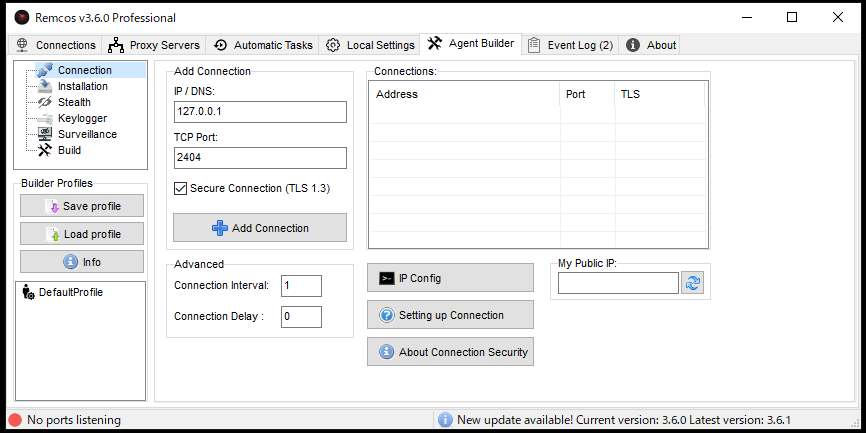 Remcos v3.6.0 Professional
Connections Proxy Servers Automatic Tasks Local Settings Agent Builder Event Log (2) About
Connection
Installation
Stealth
Keylogger
Surveillance
Build
Builder Profiles
Save profile
Load profile
Info
DefaultProfile
Add Connection
IP / DNS:
127.0.0.1
TCP Port:
2404
Secure Connection (TLS 1.3)
Add Connection
Advanced
Connection Interval: 1
Connection Delay : 0
Connections:
Address Port TLS
IP Config
Setting up Connection
About Connection Security
My Public IP:
No ports listening
New update available! Current version: 3.6.0 Latest version: 3.6.1